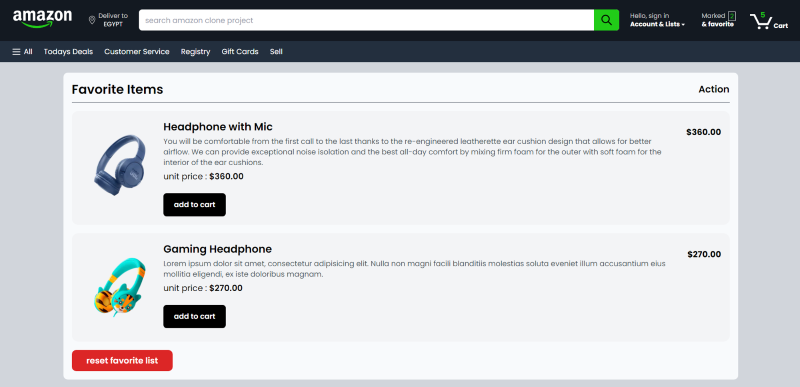 amazon
Deliver to
EGYPT
search amazon clone project
Hello, sign in
Account & Lists
Marked 2
& favorite
5
Cart
All Todays Deals Customer Service Registry Gift Cards Sell
Favorite Items Action
Headphone with Mic
$360.00
You will be comfortable from the first call to the last thanks to the re-engineered leatherette ear cushion design that allows for better
airflow. We can provide exceptional noise isolation and the best all-day comfort by mixing firm foam for the outer with soft foam for the
interior of the ear cushions.
unit price : $360.00
add to cart
Gaming Headphone
$270.00
Lorem ipsum dolor sit amet, consectetur adipisicing elit. Nulla non magni facili blanditiis molestias soluta eveniet illum accusantium eius
mollitia eligendi, ex iste doloribus magnam.
unit price : $270.00
add to cart
reset favorite list